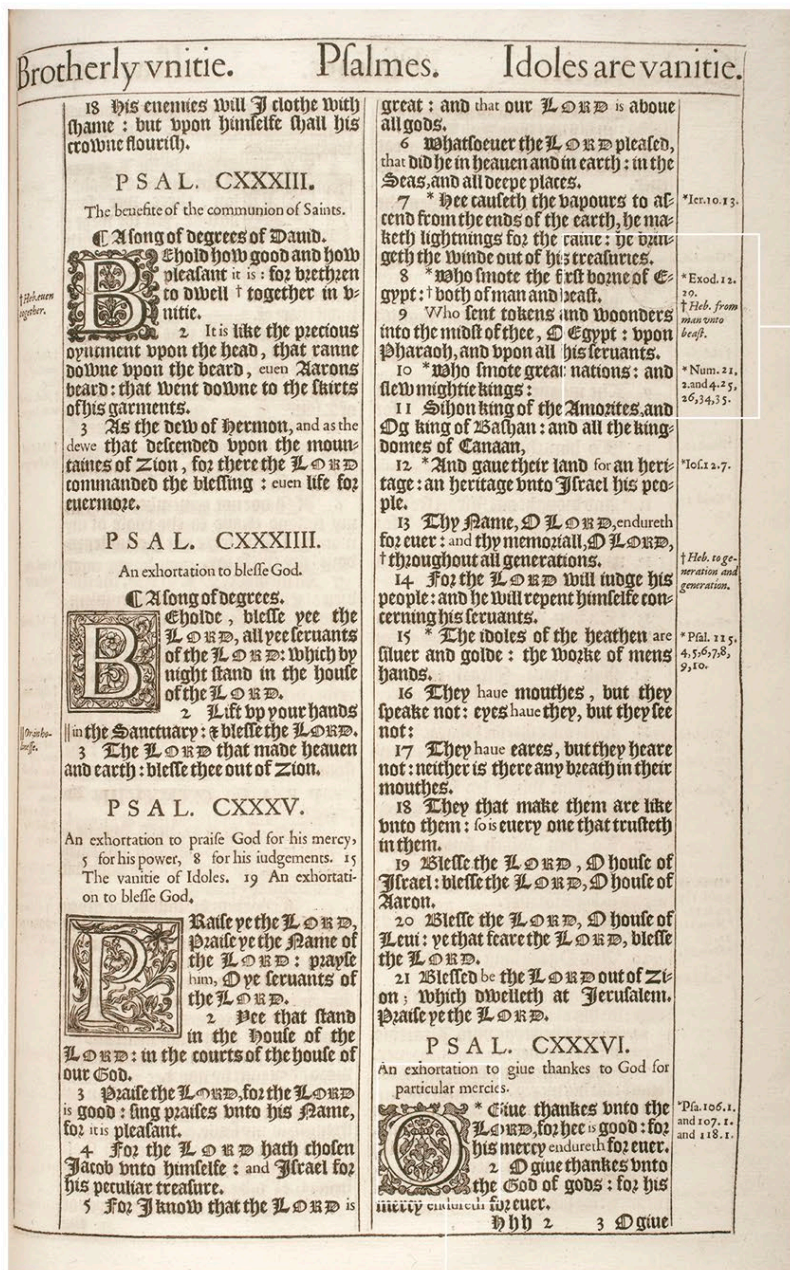 Brotherly vnitie. Pſalmes. Idoles are vanitie.
18 His enemies will I clothe with
ſhame : but vpon himſelfe ſhall his
crowne flouriſh.
PSAL. CXXXIII.
The benefite of the communion of Saints.
¶ A ſong of degrees of Dauid.
BEhold how good and how
pleaſant it is : for brethren
to dwell † together in v-
nitie.
† Heb. euen
together.
2 It is like the precious
oyntment vpon the head, that ranne
downe vpon the beard, euen Aarons
beard : that went downe to the ſkirts
of his garments.
3 As the dew of Hermon, and as the
dewe that deſcended vpon the moun-
taines of Zion, for there the LORD
commanded the bleſſing : euen life for
euermore.
PSAL. CXXXIIII.
An exhortation to bleſſe God.
¶ A ſong of degrees.
BEholde, bleſſe yee the
LORD, all yee ſeruants
of the LORD: which by
night ſtand in the houſe
of the LORD.
2 Lift vp your hands
|| in the Sanctuary : & bleſſe the LORD.
|| Or, in ho-
lineſſe.
3 The LORD that made heauen
and earth : bleſſe thee out of Zion.
PSAL. CXXXV.
An exhortation to praiſe God for his mercy,
5 for his power, 8 for his iudgements. 15
The vanitie of Idoles. 19 An exhortati-
on to bleſſe God.
PRaiſe ye the LORD,
Praiſe ye the Name of
the LORD : prayſe
him, O ye ſeruants of
the LORD.
2 Yee that ſtand
in the Houſe of the
LORD: in the courts of the houſe of
our God.
3 Praiſe the LORD, for the LORD
is good : ſing praiſes vnto his Name,
for it is pleaſant.
4 For the LORD hath choſen
Jacob vnto himſelfe : and Iſrael for
his peculiar treaſure.
5 For I know that the LORD is
great : and that our LORD is aboue
all gods.
6 Whatſoeuer the LORD pleaſed,
that did he in heauen and in earth : in the
Seas, and all deepe places.
7 * Hee cauſeth the vapours to aſ-
cend from the ends of the earth, he ma-
keth lightnings for the raine : he brin-
geth the winde out of his treaſuries.
*Ier.10.13.
8 *Who ſmote the firſt borne of E-
gypt: † both of man and beaſt.
*Exod.12.
29.
† Heb. from
man vnto
beaſt.
9 Who ſent tokens and woonders
into the midſt of thee, O Egypt : vpon
Pharaoh, and vpon all his ſeruants.
10 *Who ſmote great nations : and
ſlew mightie kings :
*Num.21.
2.and 4.25,
26,34,35.
11 Sihon king of the Amorites, and
Og king of Baſhan : and all the king-
domes of Canaan,
12 *And gaue their land for an heri-
tage : an heritage vnto Iſrael his peo-
ple.
*Ioſ.12.7.
13 Thy Name, O LORD, endureth
for euer : and thy memoriall, O LORD,
† throughout all generations.
† Heb. to ge-
neration and
generation.
14 For the LORD will iudge his
people : and he will repent himſelfe con-
cerning his ſeruants.
15 * The idoles of the heathen are
ſiluer and golde : the worke of mens
hands.
*Pſal. 115.
4,5,6,7,8,
9,10.
16 They haue mouthes, but they
ſpeake not : eyes haue they, but they ſee
not :
17 They haue eares, but they heare
not : neither is there any breath in their
mouthes.
18 They that make them are like
vnto them : ſo is euery one that truſteth
in them.
19 Bleſſe the LORD, O houſe of
Iſrael : bleſſe the LORD, O houſe of
Aaron.
20 Bleſſe the LORD, O houſe of
Leui : ye that feare the LORD, bleſſe
the LORD.
21 Bleſſed be the LORD out of Zi-
on ; which dwelleth at Jeruſalem.
Praiſe ye the LORD.
PSAL. CXXXVI.
An exhortation to giue thankes to God for
particular mercies.
O * Giue thankes vnto the
LORD, for hee is good : for
his mercy endureth for euer.
*Pſa.106.1.
and 107.1.
and 118.1.
2 O giue thankes vnto
the God of gods : for his
mercy endureth for euer.
Hhh 2 3 O giue